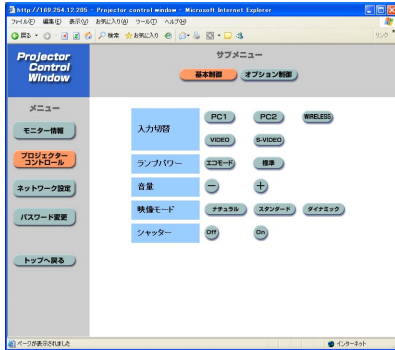 http://169.254.12.205 - Projector control window - Microsoft Internet Explorer
ファイル(F) 編集(E) 表示(V) お気に入り(A) ツール(T) ヘルプ(H)
戻る 検索 お気に入り リンク
Projector
Control
Window
サブメニュー
基本制御 オプション制御
メニュー
モニター情報
プロジェクター
コントロール
ネットワーク設定
パスワード変更
トップへ戻る
入力切替 PC1 PC2 WIRELESS
VIDEO S-VIDEO
ランプパワー エコモード 標準
音量 － ＋
映像モード ナチュラル スタンダード ダイナミック
シャッター Off On
ページが表示されました インターネット